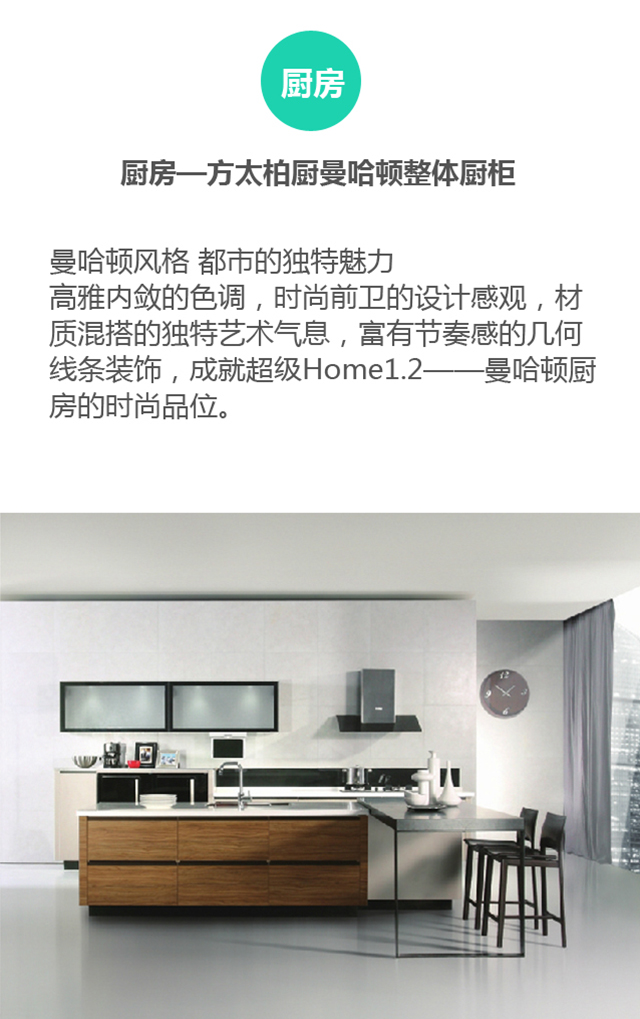 厨房
厨房—方太柏厨曼哈顿整体厨柜
曼哈顿风格 都市的独特魅力
高雅内敛的色调，时尚前卫的设计感观，材
质混搭的独特艺术气息，富有节奏感的几何
线条装饰，成就超级Home1.2——曼哈顿厨
房的时尚品位。